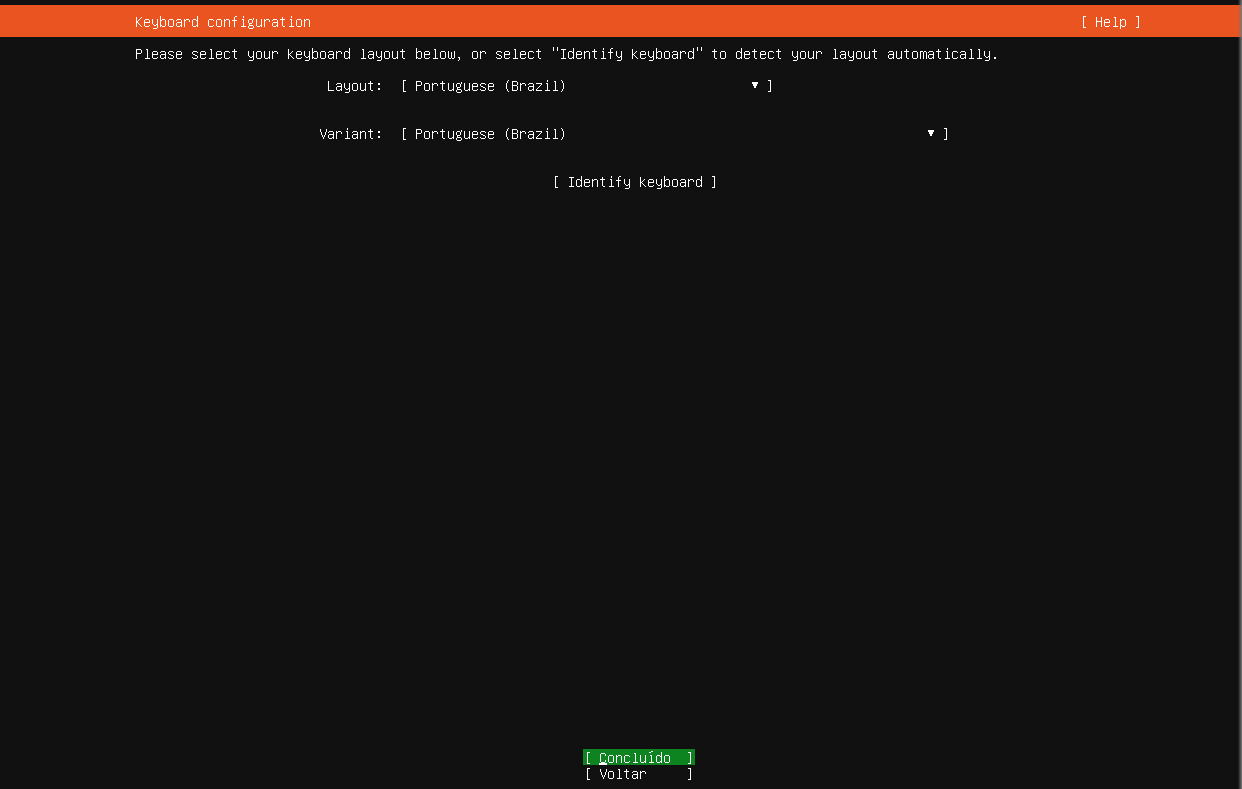 Keyboard configuration [ Help ]
Please select your keyboard layout below, or select "Identify keyboard" to detect your layout automatically.
Layout: [ Portuguese (Brazil) ▾ ]
Variant: [ Portuguese (Brazil) ▾ ]
[ Identify keyboard ]
[ Concluído ]
[ Voltar ]